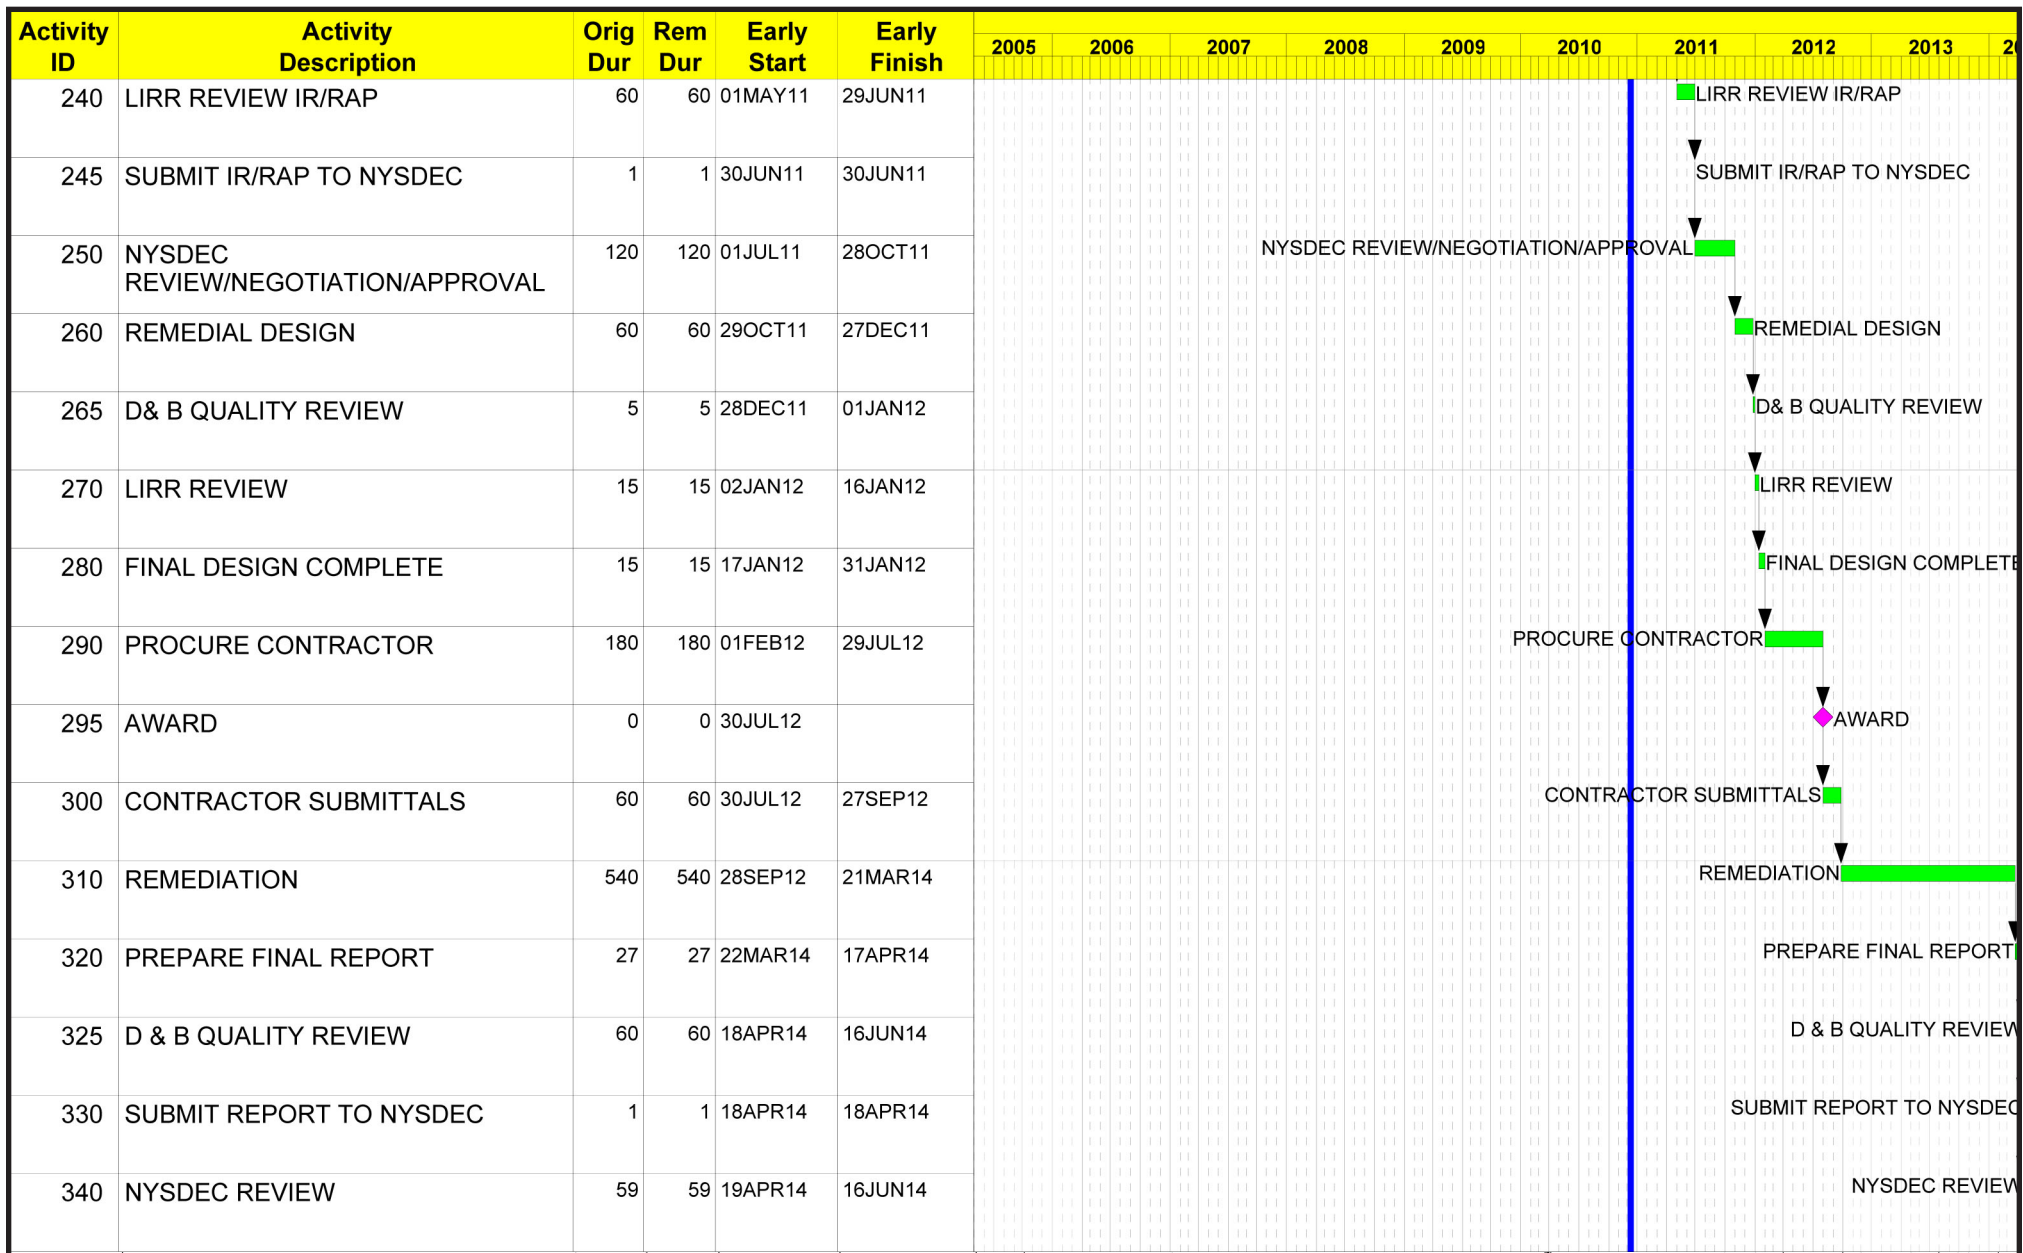 Activity Activity Orig Rem Early Early
ID Description Dur Dur Start Finish
2005 2006 2007 2008 2009 2010 2011 2012 2013
240 LIRR REVIEW IR/RAP 60 60 01MAY11 29JUN11 LIRR REVIEW IR/RAP
245 SUBMIT IR/RAP TO NYSDEC 1 1 30JUN11 30JUN11 SUBMIT IR/RAP TO NYSDEC
250 NYSDEC 120 120 01JUL11 28OCT11 NYSDEC REVIEW/NEGOTIATION/APPROVAL
REVIEW/NEGOTIATION/APPROVAL
260 REMEDIAL DESIGN 60 60 29OCT11 27DEC11 REMEDIAL DESIGN
265 D& B QUALITY REVIEW 5 5 28DEC11 01JAN12 D& B QUALITY REVIEW
270 LIRR REVIEW 15 15 02JAN12 16JAN12 LIRR REVIEW
280 FINAL DESIGN COMPLETE 15 15 17JAN12 31JAN12 FINAL DESIGN COMPLETE
290 PROCURE CONTRACTOR 180 180 01FEB12 29JUL12 PROCURE CONTRACTOR
295 AWARD 0 0 30JUL12 AWARD
300 CONTRACTOR SUBMITTALS 60 60 30JUL12 27SEP12 CONTRACTOR SUBMITTALS
310 REMEDIATION 540 540 28SEP12 21MAR14 REMEDIATION
320 PREPARE FINAL REPORT 27 27 22MAR14 17APR14 PREPARE FINAL REPORT
325 D & B QUALITY REVIEW 60 60 18APR14 16JUN14 D & B QUALITY REVIEW
330 SUBMIT REPORT TO NYSDEC 1 1 18APR14 18APR14 SUBMIT REPORT TO NYSDEC
340 NYSDEC REVIEW 59 59 19APR14 16JUN14 NYSDEC REVIEW